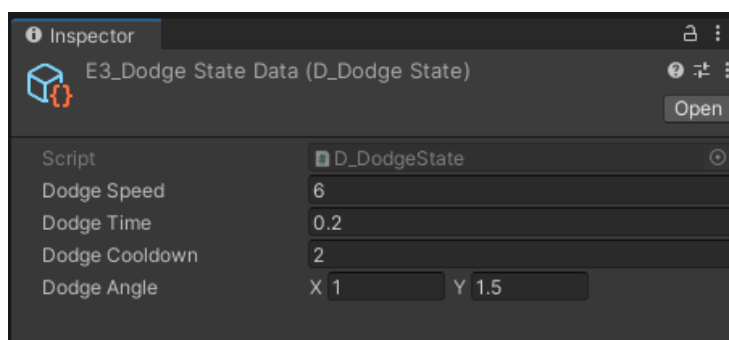 Inspector
E3_Dodge State Data (D_Dodge State)
Open
Script D_DodgeState
Dodge Speed 6
Dodge Time 0.2
Dodge Cooldown 2
Dodge Angle X 1 Y 1.5